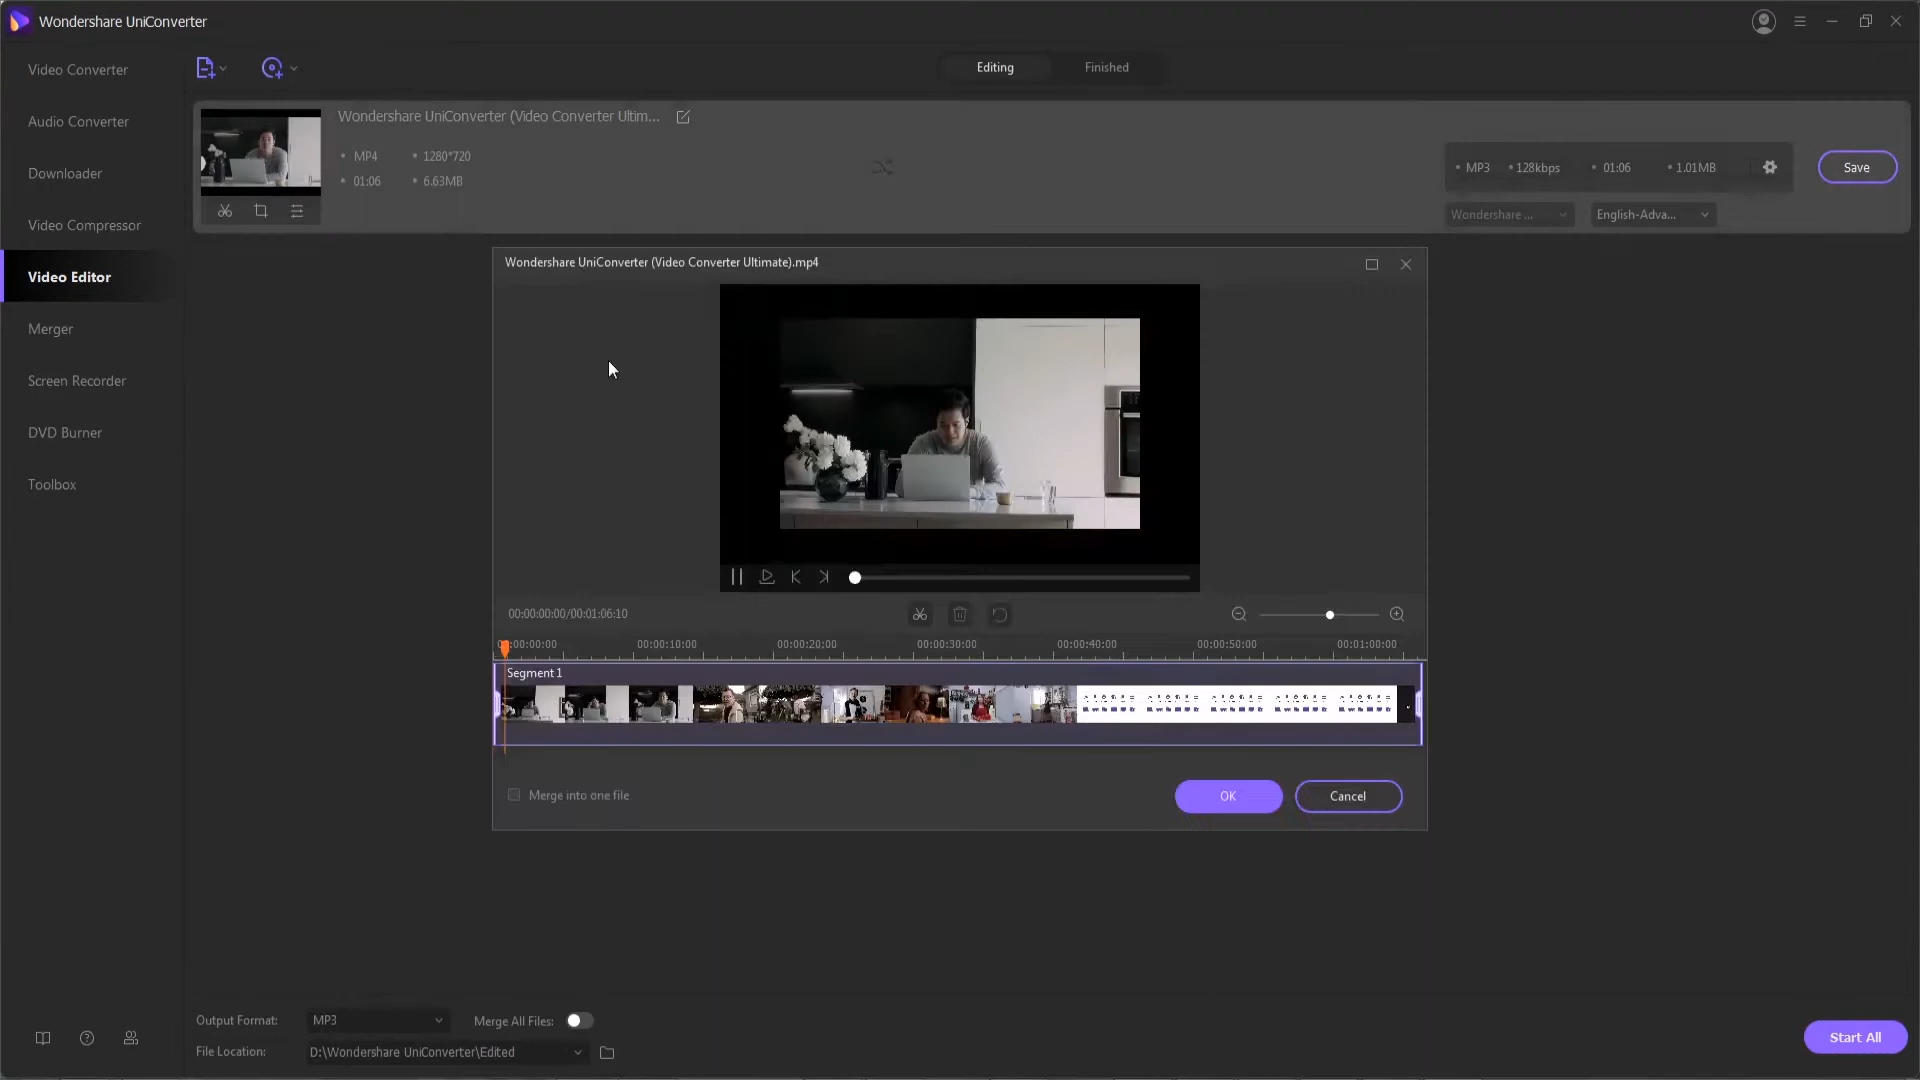 Wondershare UniConverter
Video Converter
Audio Converter
Downloader
Video Compressor
Video Editor
Merger
Screen Recorder
DVD Burner
Toolbox
Editing
Finished
Wondershare UniConverter (Video Converter Ultim...
MP4
1280*720
01:06
6.63MB
MP3
128kbps
01:06
1.01MB
Save
Wondershare ...
English-Adva...
Wondershare UniConverter (Video Converter Ultimate).mp4
00:00:00:00/00:01:06:10
00:00:00:00 00:00:10:00 00:00:20:00 00:00:30:00 00:00:40:00 00:00:50:00 00:01:00:00
Segment 1
Merge into one file
OK
Cancel
Output Format:
MP3
Merge All Files:
File Location:
D:\Wondershare UniConverter\Edited
Start All